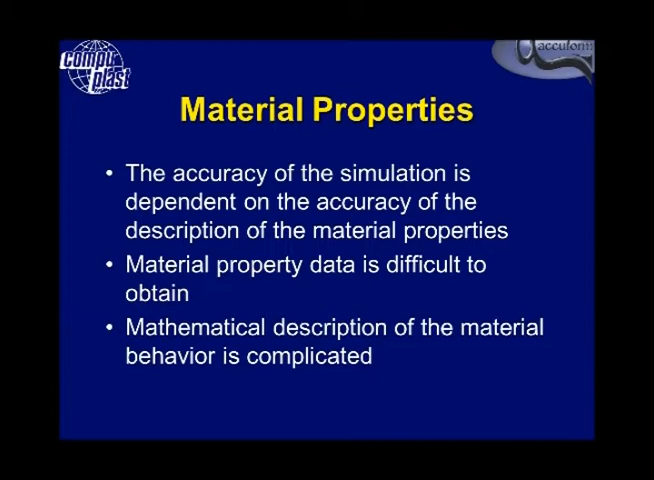 compu
plast
accuform
Material Properties
• The accuracy of the simulation is
dependent on the accuracy of the
description of the material properties
• Material property data is difficult to
obtain
• Mathematical description of the material
behavior is complicated